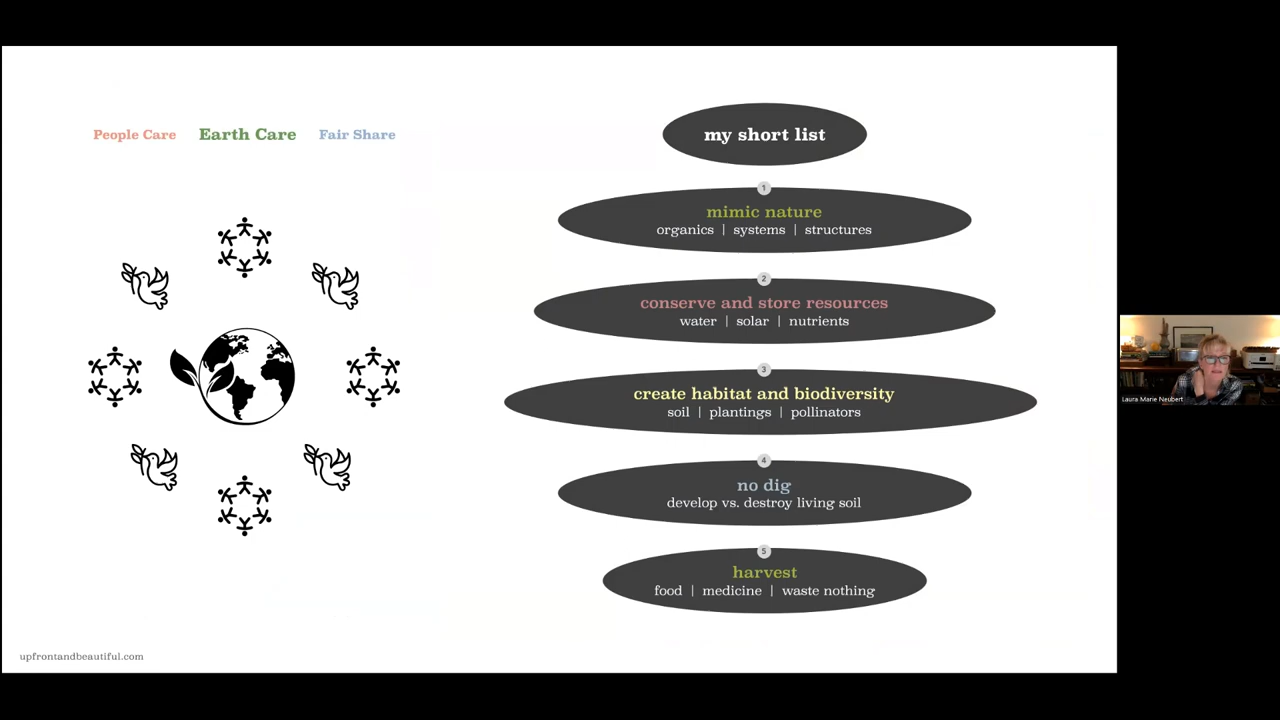 People Care Earth Care Fair Share
my short list
1
mimic nature
organics | systems | structures
2
conserve and store resources
water | solar | nutrients
3
create habitat and biodiversity
soil | plantings | pollinators
4
no dig
develop vs. destroy living soil
5
harvest
food | medicine | waste nothing
upfrontandbeautiful.com
Laura Marie Neubert